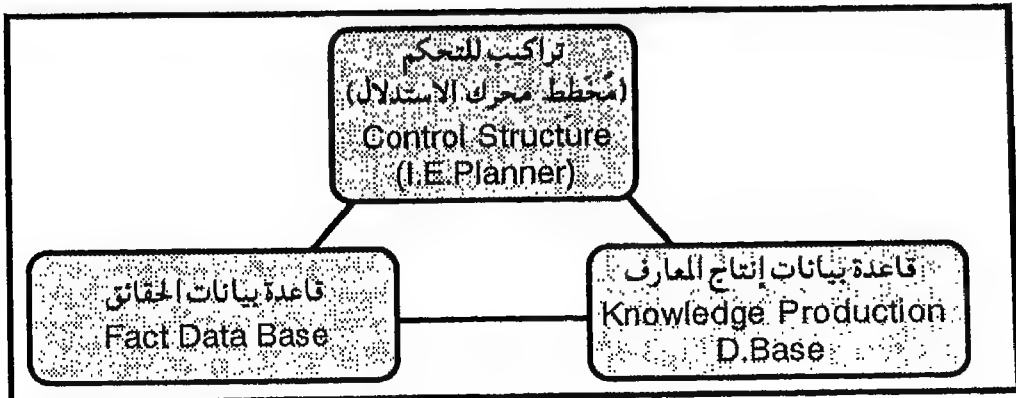 تراكيب للتحكم
(مُخطِط محرك الاستدلال)
Control Structure
(I.E.Planner)
قاعدة بيانات الحقائق
Fact Data Base
قاعدة بيانات إنتاج المعارف
Knowledge Production
D.Base